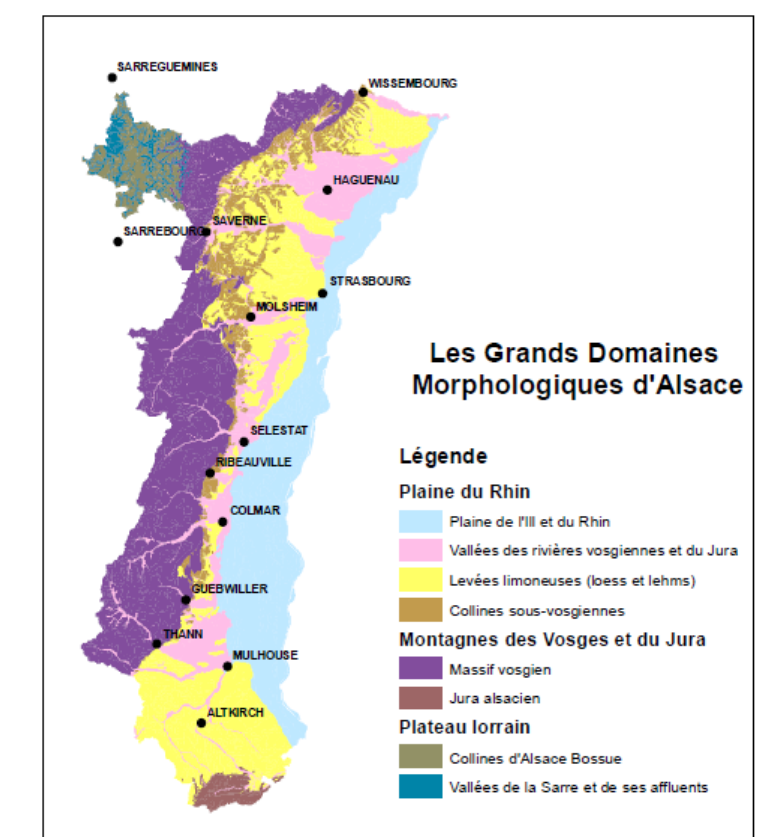 SARREGUEMINES
WISSEMBOURG
HAGUENAU
SAVERNE
SARREBOURG
STRASBOURG
MOLSHEIM
Les Grands Domaines
Morphologiques d'Alsace
SELESTAT
RIBEAUVILLE
COLMAR
GUEBWILLER
THANN
MULHOUSE
ALTKIRCH
Légende
Plaine du Rhin
Plaine de l'Ill et du Rhin
Vallées des rivières vosgiennes et du Jura
Levées limoneuses (loess et lehms)
Collines sous-vosgiennes
Montagnes des Vosges et du Jura
Massif vosgien
Jura alsacien
Plateau lorrain
Collines d'Alsace Bossue
Vallées de la Sarre et de ses affluents